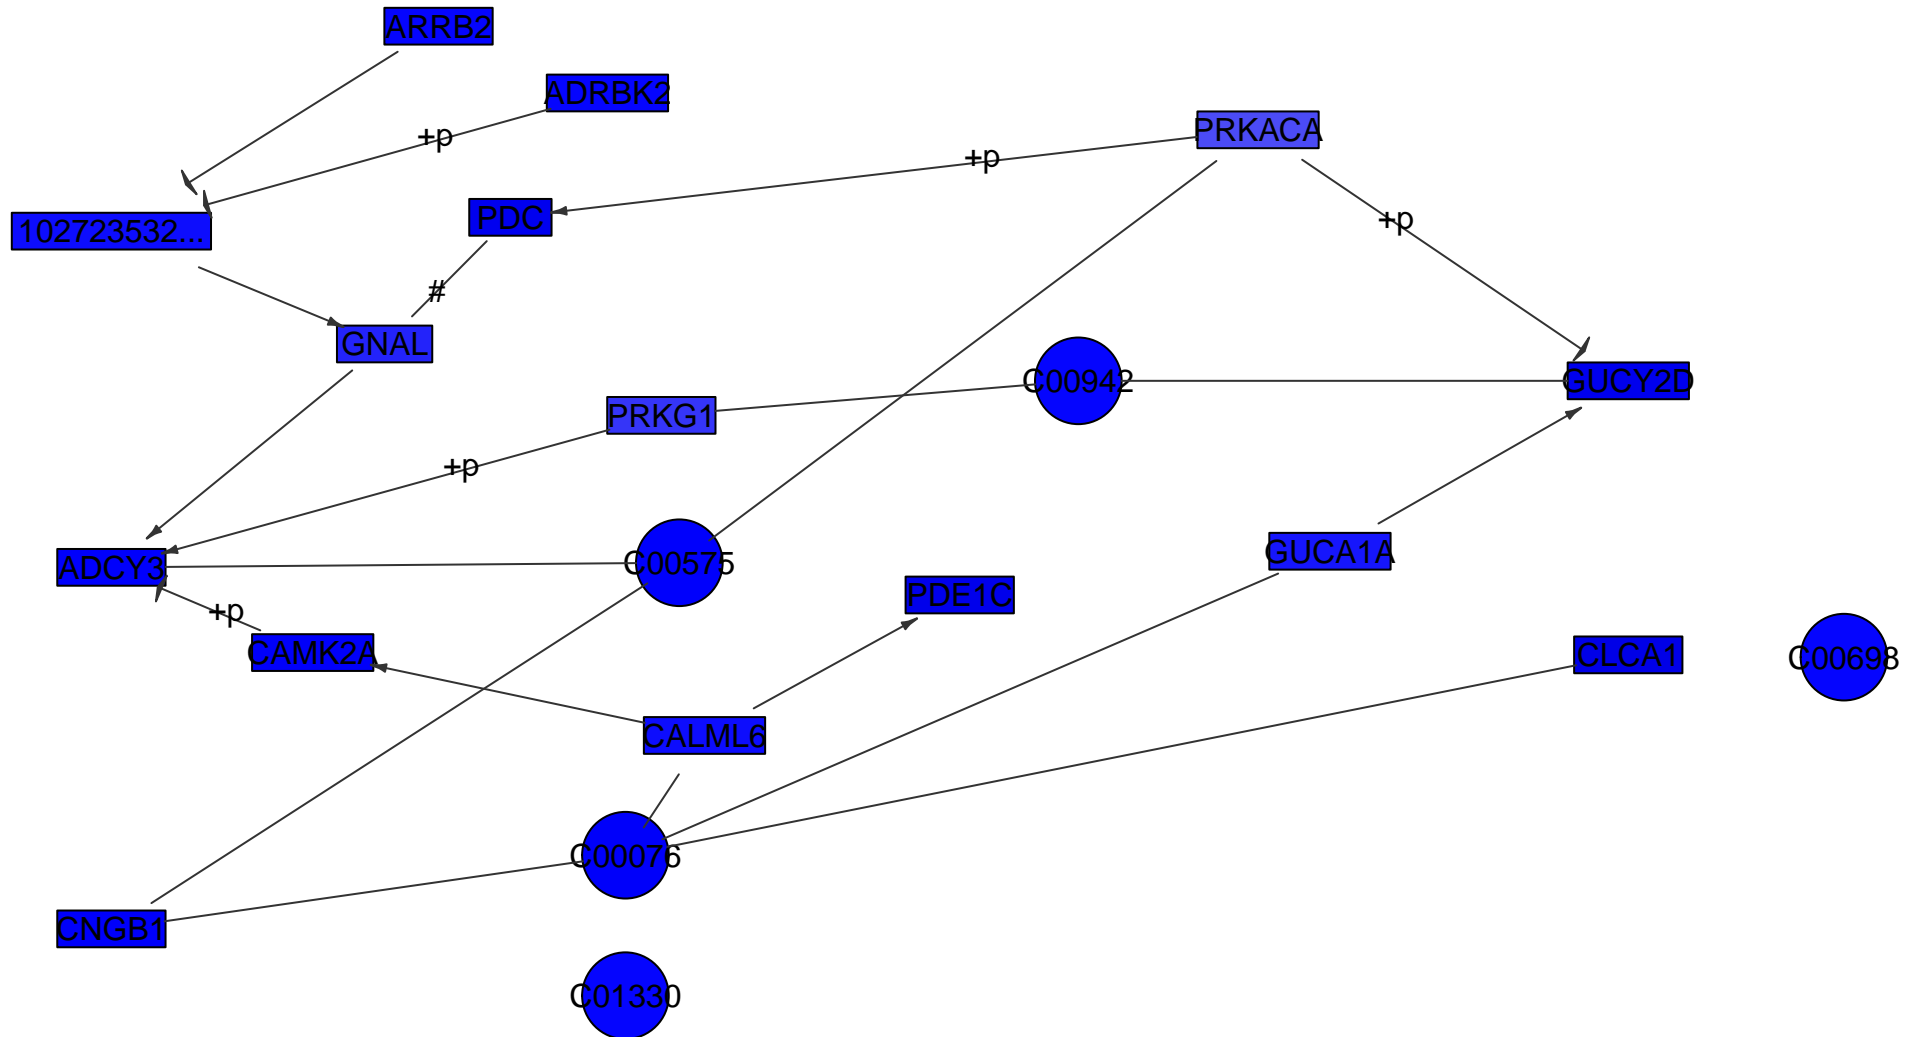 ARRB2
ADRBK2
+p
PRKACA
+p
PDC
+p
102723532...
#
GNAL
C00942
GUCY2D
PRKG1
+p
ADCY3
C00575
GUCA1A
PDE1C
+p
CAMK2A
CLCA1
C00698
CALML6
C00076
CNGB1
C01330